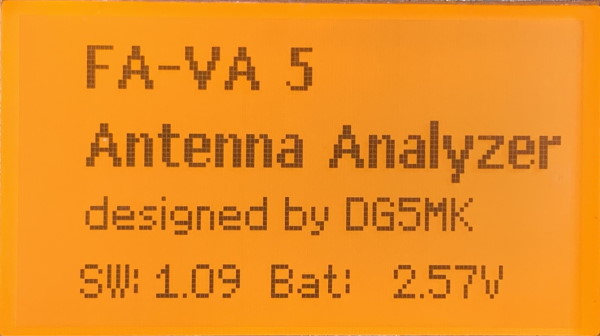 FA-VA 5
Antenna Analyzer
designed by DG5MK
SW: 1.09 Bat: 2.57V